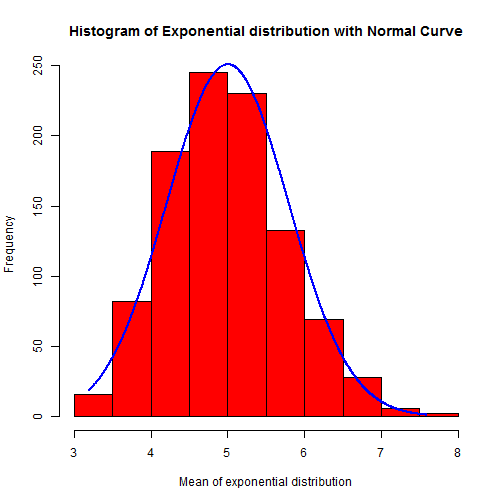 Histogram of Exponential distribution with Normal Curve
Frequency
250
200
150
100
50
0
3 4 5 6 7 8
Mean of exponential distribution